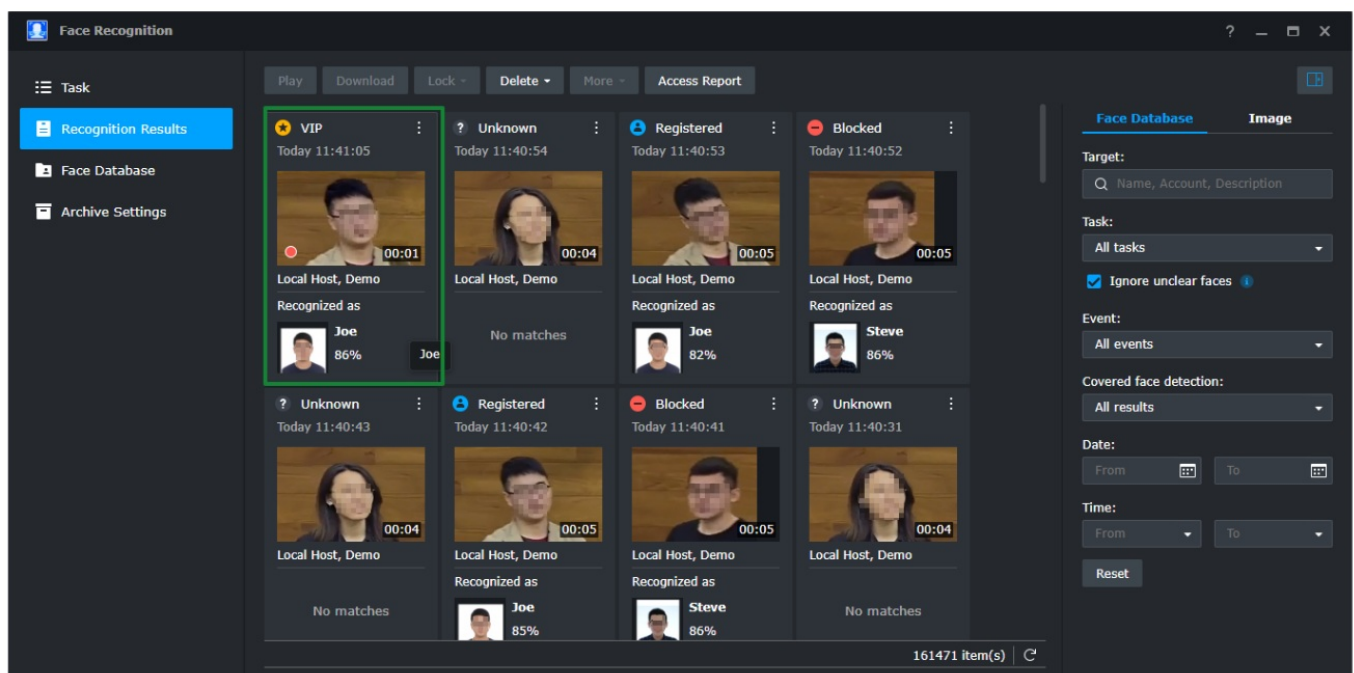 Face Recognition
?
Task
Recognition Results
Face Database
Archive Settings
Play Download Lock Delete More Access Report
VIP
Today 11:41:05
00:01
Local Host, Demo
Recognized as
Joe
86%
Joe
? Unknown
Today 11:40:54
00:04
Local Host, Demo
No matches
Registered
Today 11:40:53
00:05
Local Host, Demo
Recognized as
Joe
82%
Blocked
Today 11:40:52
00:05
Local Host, Demo
Recognized as
Steve
86%
? Unknown
Today 11:40:43
00:04
Local Host, Demo
No matches
Registered
Today 11:40:42
00:05
Local Host, Demo
Recognized as
Joe
85%
Blocked
Today 11:40:41
00:05
Local Host, Demo
Recognized as
Steve
86%
? Unknown
Today 11:40:31
00:04
Local Host, Demo
No matches
161471 item(s)
Face Database Image
Target:
Name, Account, Description
Task:
All tasks
Ignore unclear faces
Event:
All events
Covered face detection:
All results
Date:
From To
Time:
From To
Reset